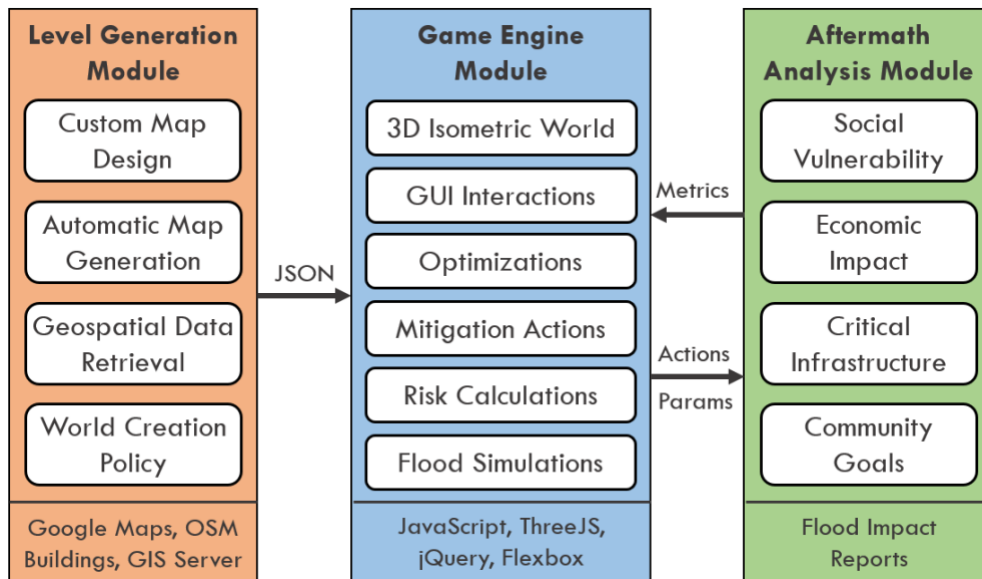 Level Generation
Module
Custom Map
Design
Automatic Map
Generation
Geospatial Data
Retrieval
World Creation
Policy
Google Maps, OSM
Buildings, GIS Server
JSON
Game Engine
Module
3D Isometric World
GUI Interactions
Optimizations
Mitigation Actions
Risk Calculations
Flood Simulations
JavaScript, ThreeJS,
jQuery, Flexbox
Metrics
Actions
Params
Aftermath
Analysis Module
Social
Vulnerability
Economic
Impact
Critical
Infrastructure
Community
Goals
Flood Impact
Reports